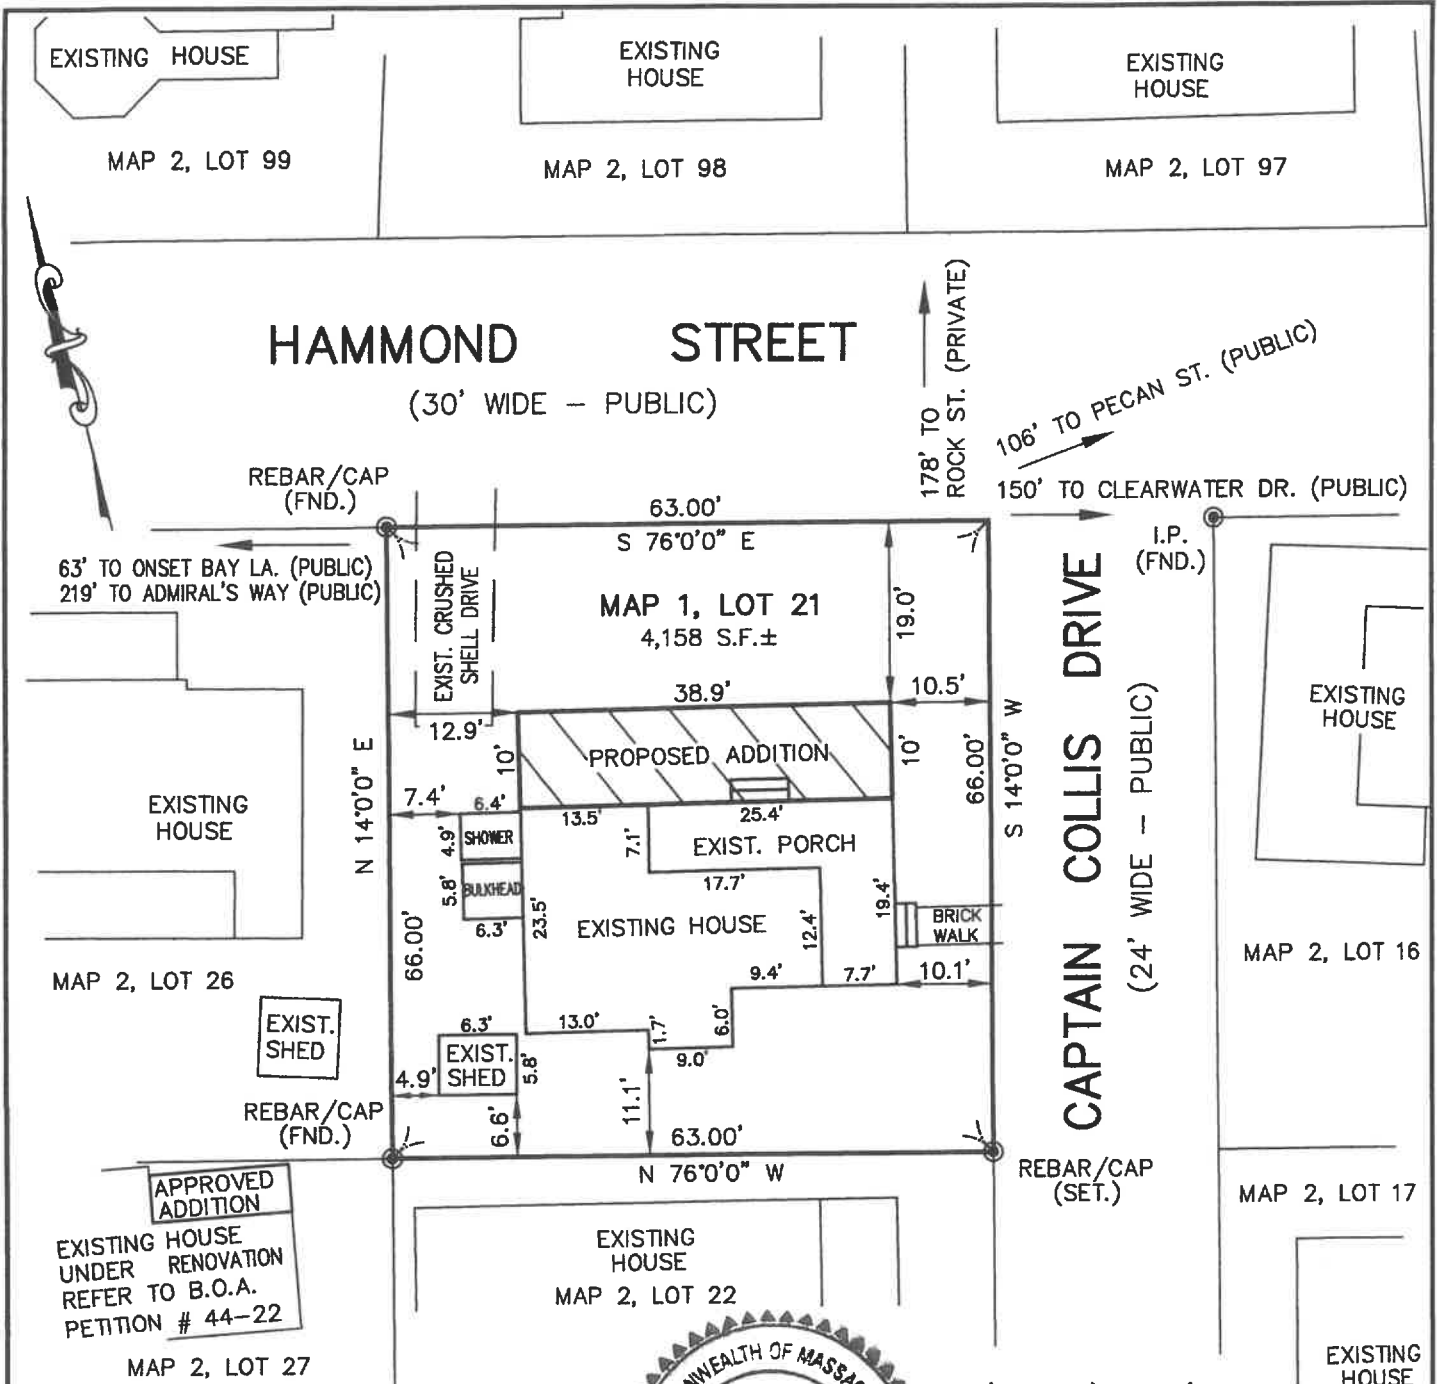 EXISTING HOUSE
EXISTING
HOUSE
EXISTING
HOUSE
MAP 2, LOT 99
MAP 2, LOT 98
MAP 2, LOT 97
HAMMOND STREET
(30' WIDE – PUBLIC)
178' TO
ROCK ST. (PRIVATE)
106' TO PECAN ST. (PUBLIC)
150' TO CLEARWATER DR. (PUBLIC)
REBAR/CAP
(FND.)
63.00'
S 76°0'0" E
I.P.
(FND.)
63' TO ONSET BAY LA. (PUBLIC)
219' TO ADMIRAL'S WAY (PUBLIC)
EXIST. CRUSHED
SHELL DRIVE
MAP 1, LOT 21
4,158 S.F.±
19.0'
38.9'
10.5'
12.9'
10'
PROPOSED ADDITION
10'
66.00'
S 14°0'0" W
CAPTAIN COLLIS DRIVE
(24' WIDE – PUBLIC)
EXISTING
HOUSE
N 14°0'0" E
66.00'
EXISTING
HOUSE
7.4'
6.4'
13.5'
25.4'
4.9'
SHOWER
7.1'
EXIST. PORCH
5.8'
BULKHEAD
17.7'
6.3'
23.5'
EXISTING HOUSE
12.4'
19.4'
BRICK
WALK
MAP 2, LOT 26
MAP 2, LOT 16
9.4'
7.7'
10.1'
EXIST.
SHED
6.3'
13.0'
1.7'
6.0'
9.0'
EXIST.
SHED
5.8'
4.9'
6.6'
11.1'
REBAR/CAP
(FND.)
63.00'
N 76°0'0" W
REBAR/CAP
(SET.)
APPROVED
ADDITION
EXISTING HOUSE
UNDER RENOVATION
REFER TO B.O.A.
PETITION # 44–22
MAP 2, LOT 27
EXISTING
HOUSE
MAP 2, LOT 22
MAP 2, LOT 17
EXISTING
HOUSE
NWEALTH OF MASSA